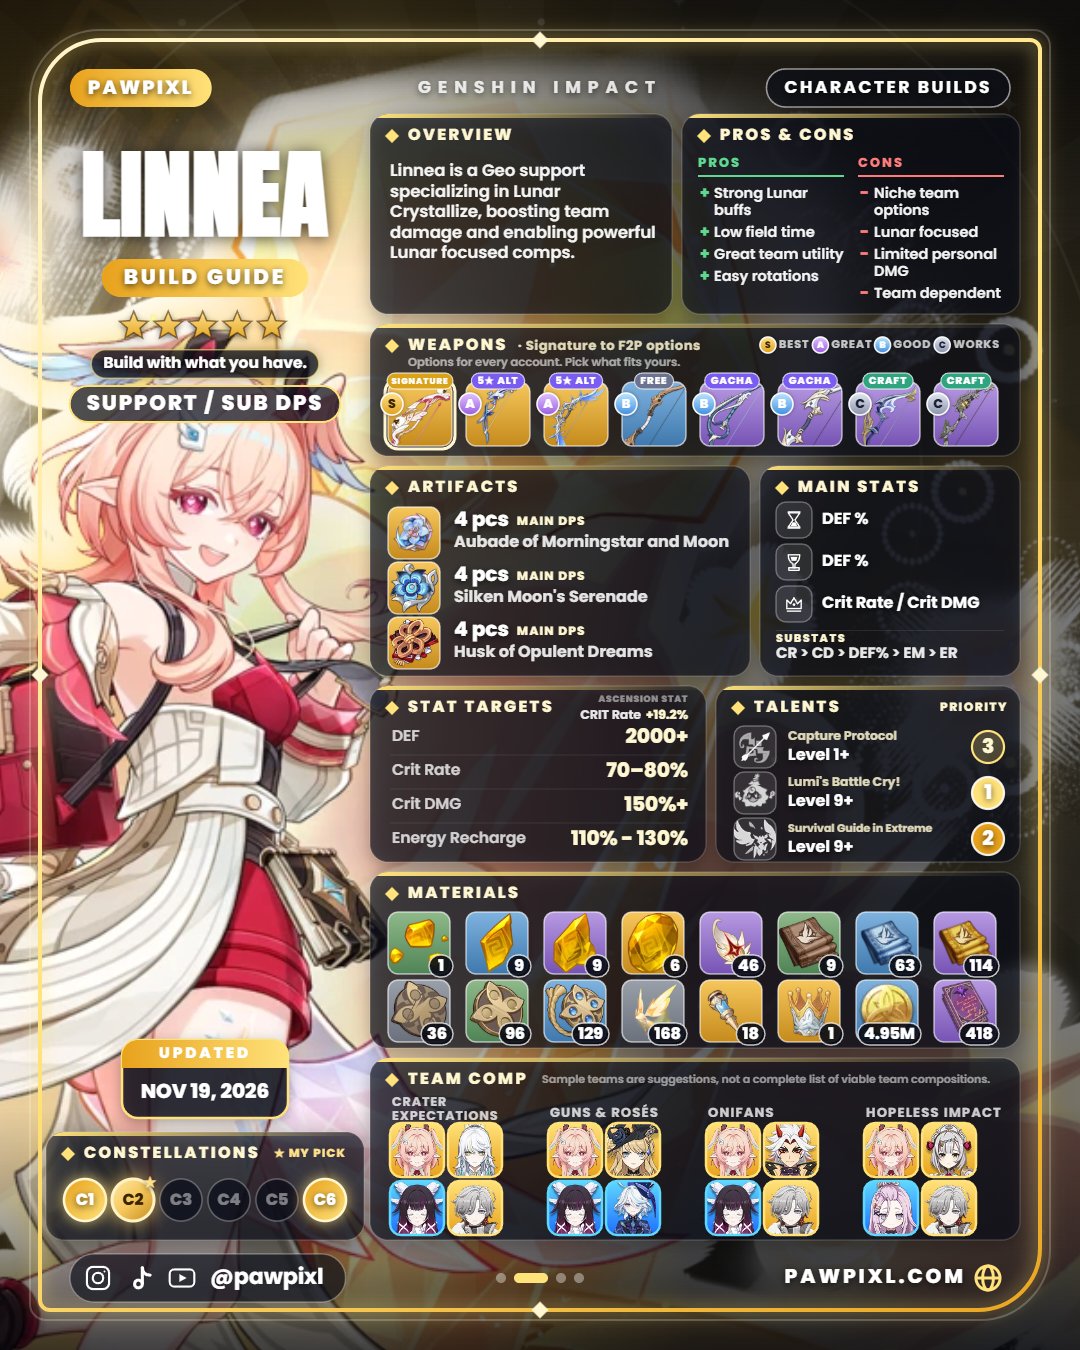 PAWPIXL
GENSHIN IMPACT
CHARACTER BUILDS
LINNEA
BUILD GUIDE
Build with what you have.
SUPPORT / SUB DPS
OVERVIEW
Linnea is a Geo support
specializing in Lunar
Crystallize, boosting team
damage and enabling powerful
Lunar focused comps.
PROS & CONS
PROS
+ Strong Lunar
buffs
+ Low field time
+ Great team utility
+ Easy rotations
CONS
- Niche team
options
- Lunar focused
- Limited personal
DMG
- Team dependent
WEAPONS · Signature to F2P options
S BEST A GREAT B GOOD C WORKS
Options for every account. Pick what fits yours.
SIGNATURE 5★ ALT 5★ ALT FREE GACHA GACHA CRAFT CRAFT
S A A B B B C C
ARTIFACTS
4 pcs MAIN DPS
Aubade of Morningstar and Moon
4 pcs MAIN DPS
Silken Moon's Serenade
4 pcs MAIN DPS
Husk of Opulent Dreams
MAIN STATS
DEF %
DEF %
Crit Rate / Crit DMG
SUBSTATS
CR > CD > DEF% > EM > ER
STAT TARGETS
ASCENSION STAT
CRIT Rate +19.2%
DEF 2000+
Crit Rate 70–80%
Crit DMG 150%+
Energy Recharge 110% – 130%
TALENTS
PRIORITY
Capture Protocol
Level 1+
3
Lumi's Battle Cry!
Level 9+
1
Survival Guide in Extreme
Level 9+
2
MATERIALS
1 9 9 6 46 9 63 114
36 96 129 168 18 1 4.95M 418
UPDATED
NOV 19, 2026
CONSTELLATIONS ★ MY PICK
C1 C2 C3 C4 C5 C6
TEAM COMP Sample teams are suggestions, not a complete list of viable team compositions.
CRATER
EXPECTATIONS
GUNS & ROSÉS
ONIFANS
HOPELESS IMPACT
@pawpixl
PAWPIXL.COM